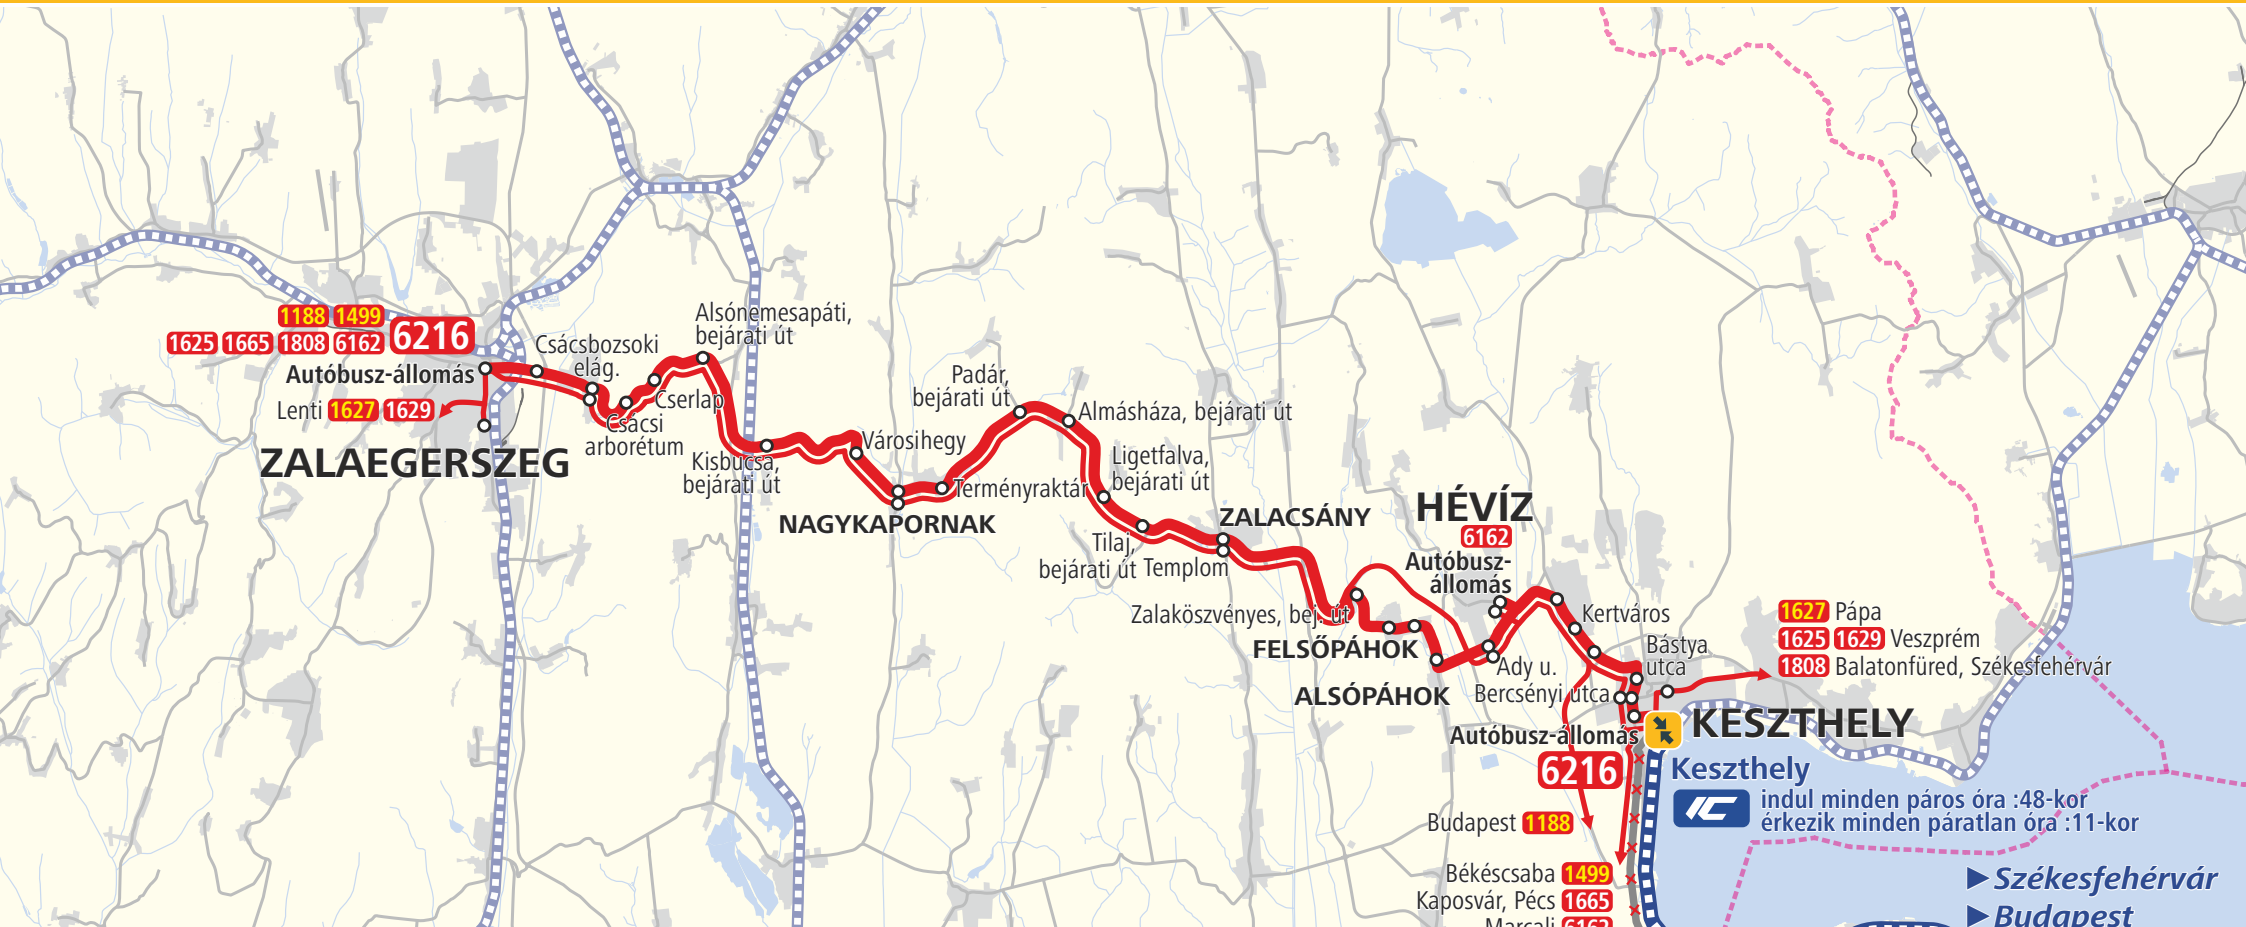 1188 1499
1625 1665 1808 6162 6216
Autóbusz-állomás
Lenti 1627 1629
ZALAEGERSZEG
Csácsbozsoki
elág.
Csácsi
arborétum
Cserlap
Alsónemesapáti,
bejárati út
Kisbucsa,
bejárati út
Városihegy
NAGYKAPORNAK
Terményraktár
Padár,
bejárati út
Almásháza, bejárati út
Ligetfalva,
bejárati út
Tilaj,
bejárati út
Templom
ZALACSÁNY
Zalaköszvényes, bej. út
FELSŐPÁHOK
ALSÓPÁHOK
HÉVÍZ
6162
Autóbusz-
állomás
Ady u.
Kertváros
Bástya
utca
Bercsényi utca
Autóbusz-állomás
6216
KESZTHELY
1627 Pápa
1625 1629 Veszprém
1808 Balatonfüred, Székesfehérvár
Keszthely
IC
indul minden páros óra :48-kor
érkezik minden páratlan óra :11-kor
Budapest 1188
Békéscsaba 1499
Kaposvár, Pécs 1665
Marcali 6162
Székesfehérvár
Budapest